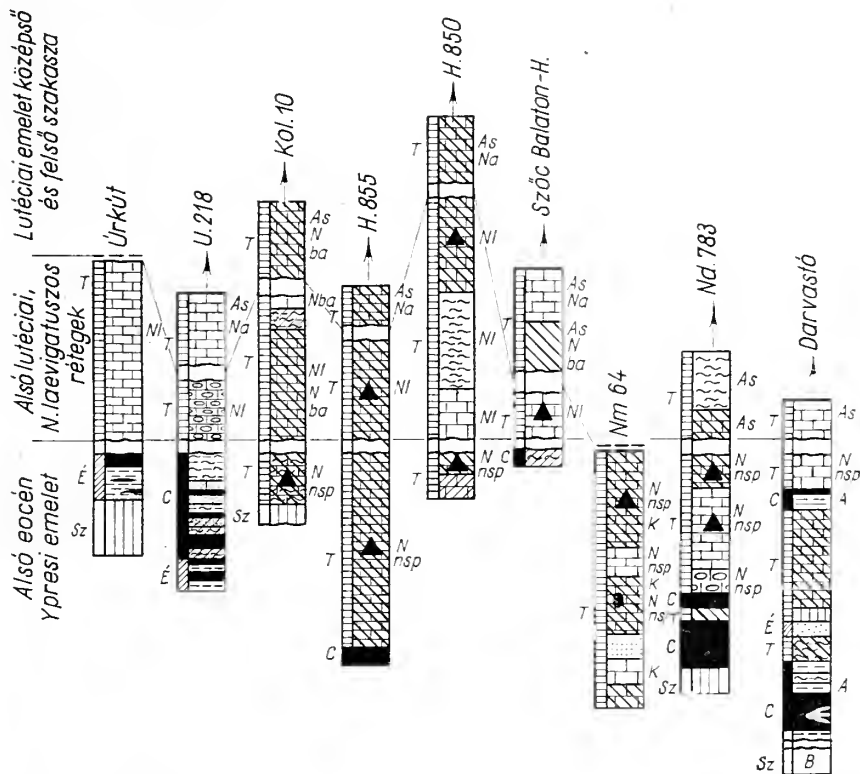 Lutéciai emelet középső
és felső szakasza
Alsó lutéciai,
N. laevigatuszos
rétegek
Alsó eocén
Ypresi emelet
Úrkút
T
Nl
É
Sz
U.218
T
As
Na
T
Nl
C
É
Kol.10
T
As
N
ba
Nba
T
Nl
N
ba
T
N
nsp
Sz
H.855
T
As
Na
T
Nl
T
N
nsp
C
H.850
T
As
Na
Nl
T
Nl
Nl
T
N
nsp
Szőc Balaton-H.
T
As
Na
As
N
ba
T
Nl
C
Nm 64
T
N
nsp
K
N
nsp
K
N
nsp
K
Nd.783
T
As
As
N
nsp
T
N
nsp
N
nsp
C
T
C
Sz
Darvastó
T
As
T
N
nsp
C
A
T
É
T
A
C
Sz
B